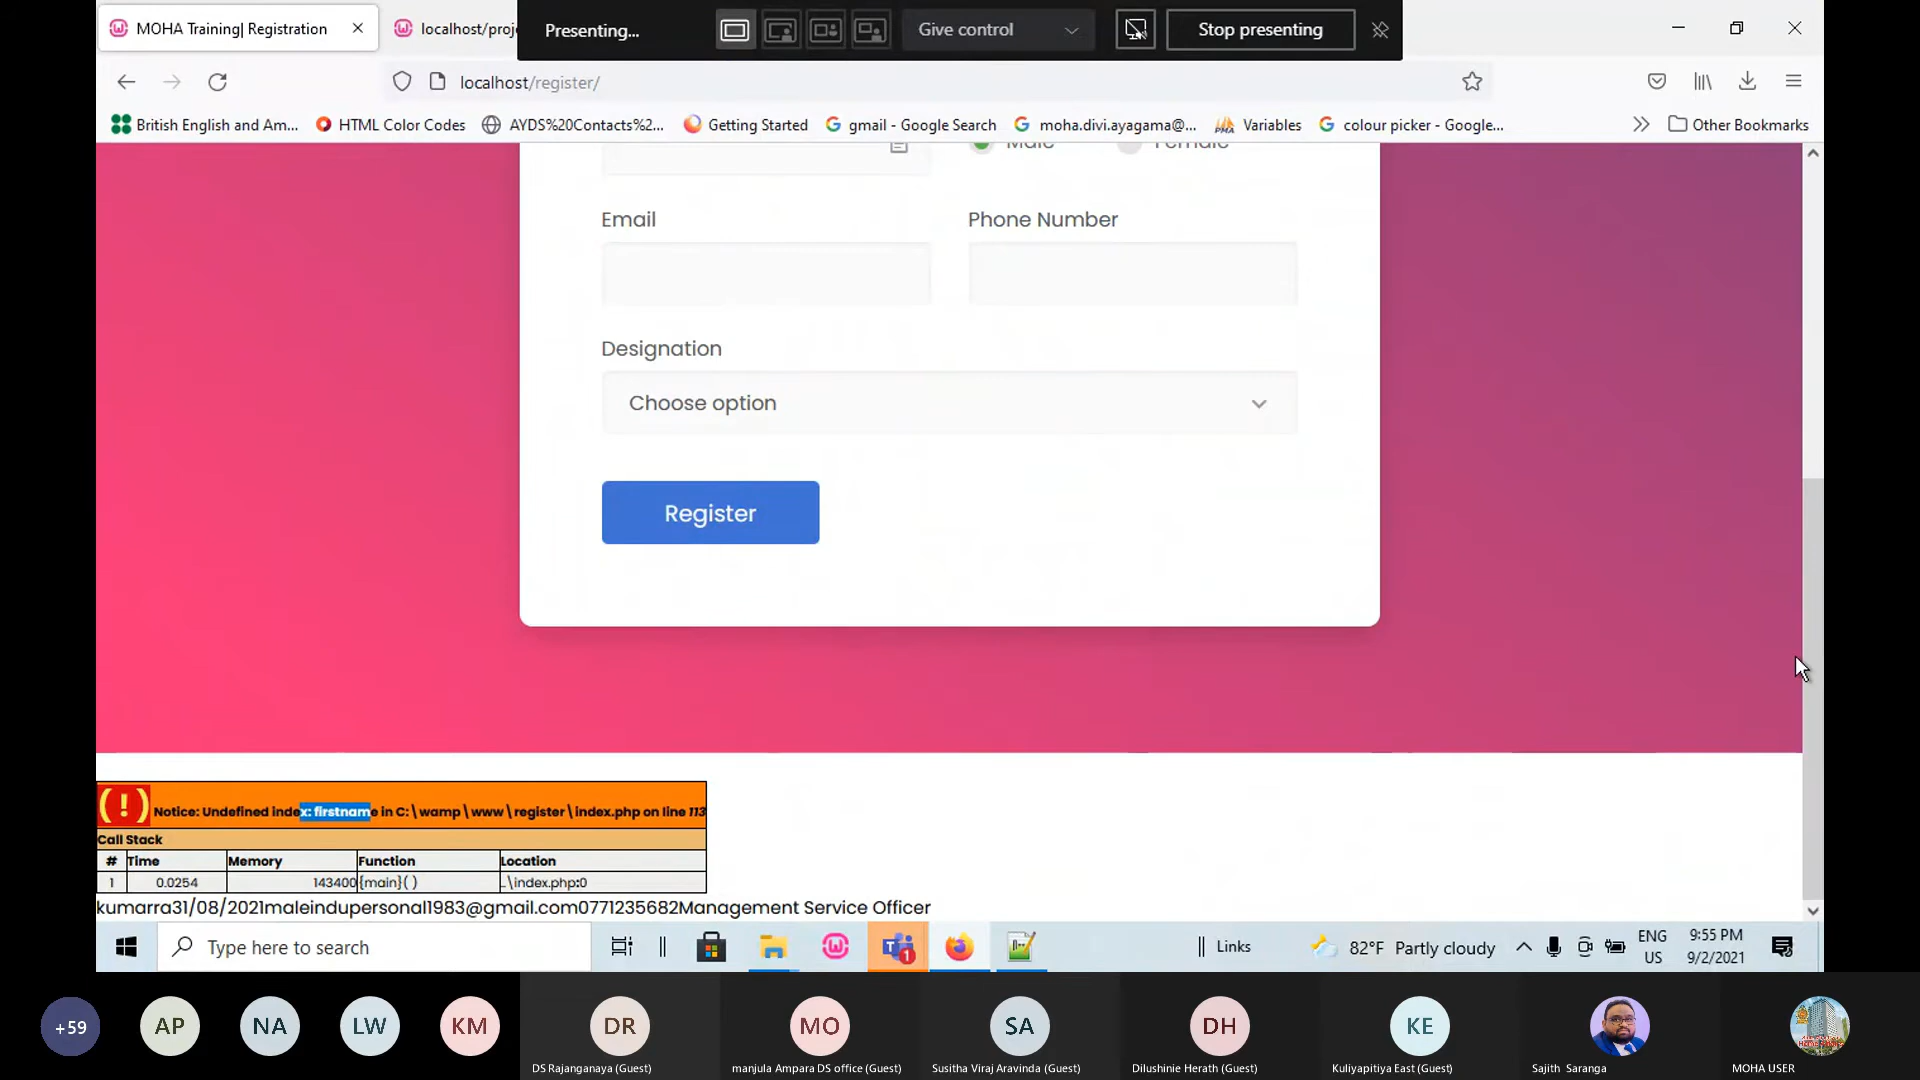 MOHA Training| Registration
localhost/proje
Presenting...
Give control
Stop presenting
localhost/register/
British English and Am...
HTML Color Codes
AYDS%20Contacts%2...
Getting Started
gmail - Google Search
moha.divi.ayagama@...
Variables
colour picker - Google...
Other Bookmarks
Male
Female
Email
Phone Number
Designation
Choose option
Register
( ! ) Notice: Undefined index: firstname in C:\wamp\www\register\index.php on line 113
Call Stack
# Time Memory Function Location
1 0.0254 143400 {main}( ) ..\index.php:0
kumarra31/08/2021maleindupersonal1983@gmail.com0771235682Management Service Officer
Type here to search
1
Links
82°F Partly cloudy
ENG
US
9:55 PM
9/2/2021
+59
AP
NA
LW
KM
DR
MO
SA
DH
KE
DS Rajanganaya (Guest)
manjula Ampara DS office (Guest)
Susitha Viraj Aravinda (Guest)
Dilushinie Herath (Guest)
Kuliyapitiya East (Guest)
Sajith Saranga
MOHA USER